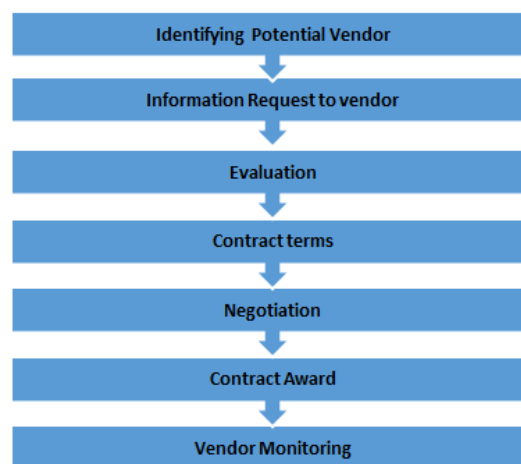 Identifying Potential Vendor
Information Request to vendor
Evaluation
Contract terms
Negotiation
Contract Award
Vendor Monitoring